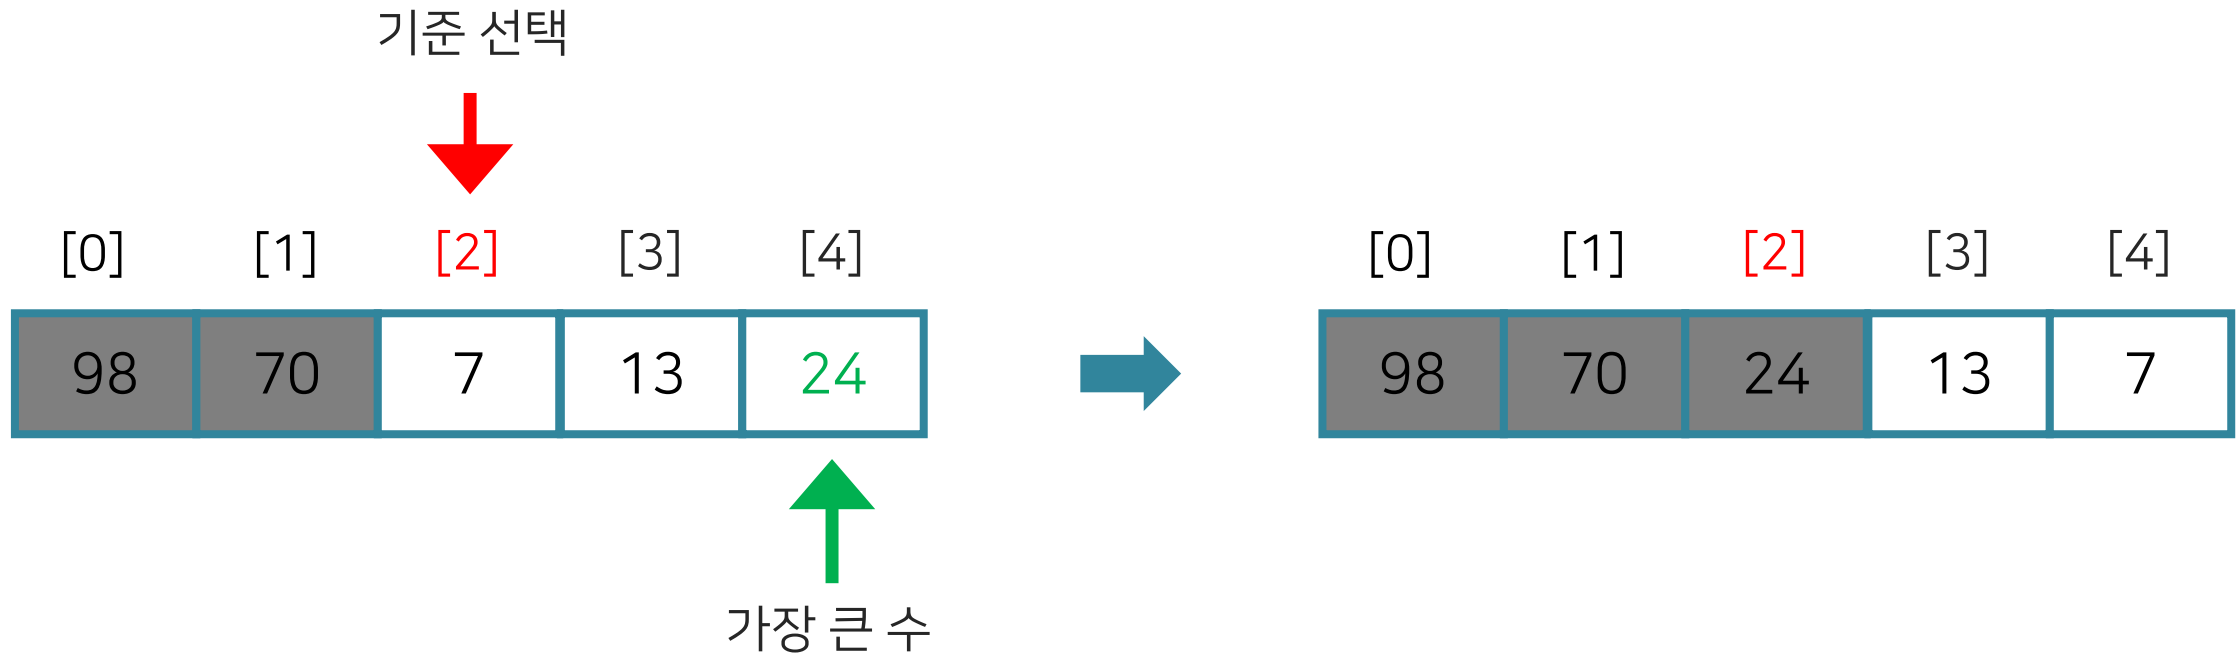 기준 선택
[0] [1] [2] [3] [4]
98 70 7 13 24
가장 큰 수
[0] [1] [2] [3] [4]
98 70 24 13 7